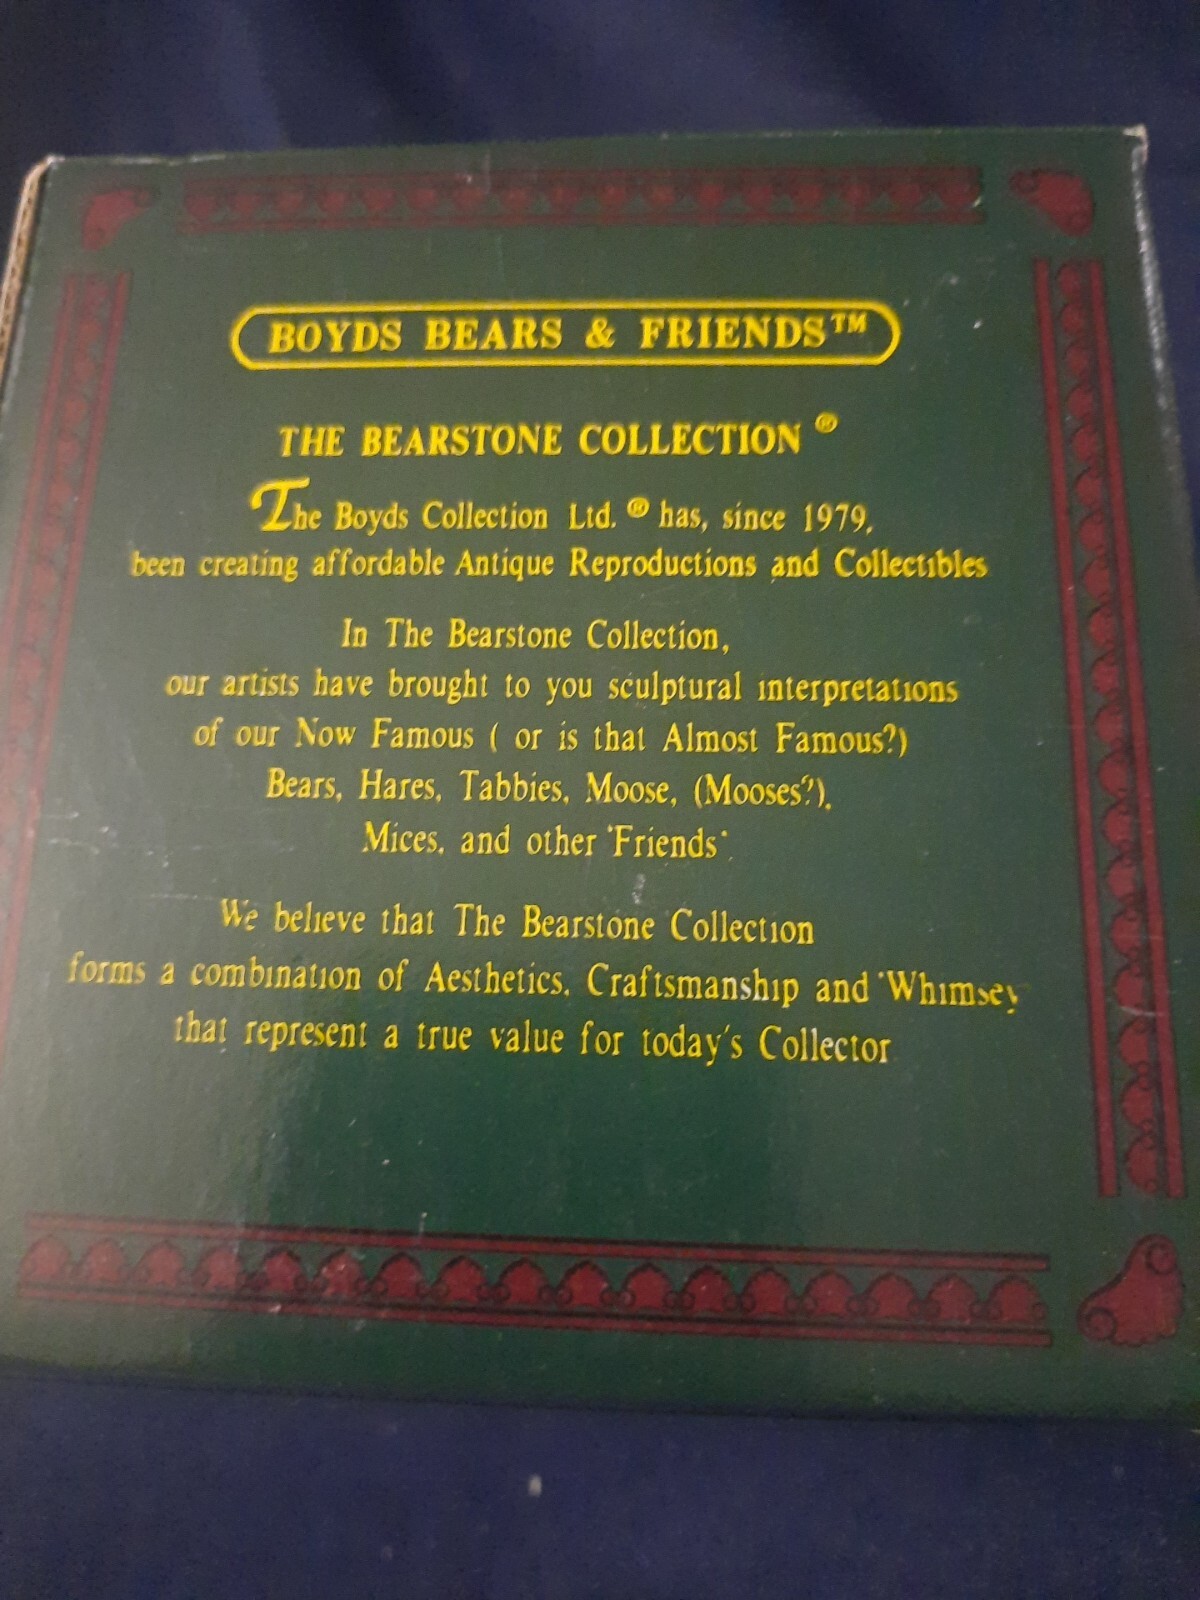 BOYDS BEARS & FRIENDS™
THE BEARSTONE COLLECTION ®
The Boyds Collection Ltd. ® has, since 1979,
been creating affordable Antique Reproductions and Collectibles
In The Bearstone Collection,
our artists have brought to you sculptural interpretations
of our Now Famous ( or is that Almost Famous?)
Bears, Hares, Tabbies, Moose, (Mooses?),
Mices, and other 'Friends'.
We believe that The Bearstone Collection
forms a combination of Aesthetics, Craftsmanship and 'Whimsey
that represent a true value for today's Collector